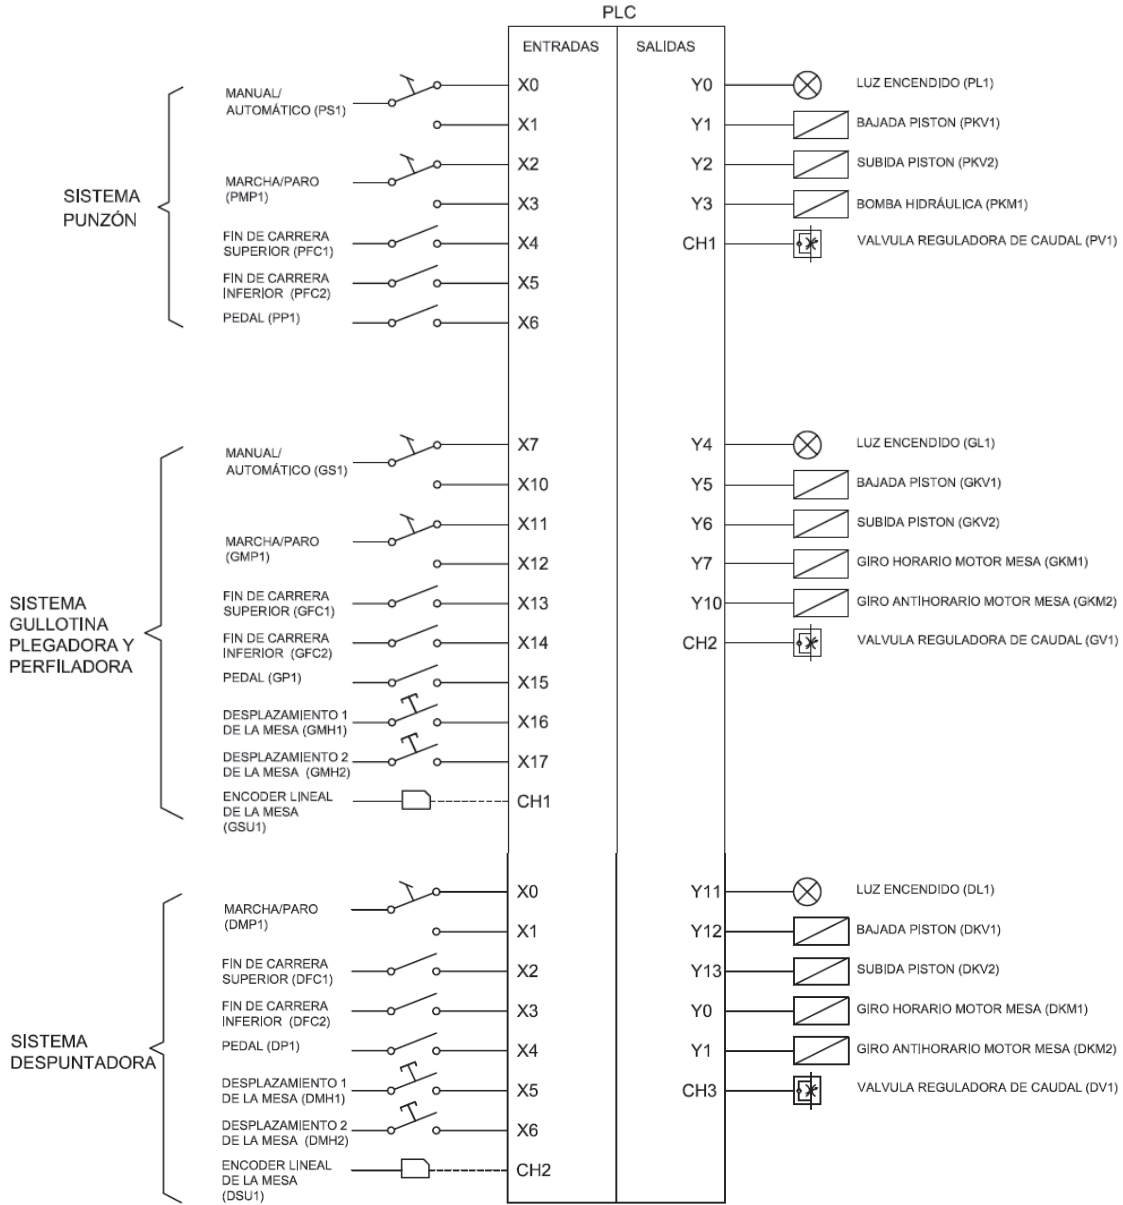 PLC
ENTRADAS
SALIDAS
SISTEMA
PUNZÓN
MANUAL/
AUTOMÁTICO (PS1)
X0
X1
MARCHA/PARO
(PMP1)
X2
X3
FIN DE CARRERA
SUPERIOR (PFC1)
X4
FIN DE CARRERA
INFERIOR (PFC2)
X5
PEDAL (PP1)
X6
Y0
LUZ ENCENDIDO (PL1)
Y1
BAJADA PISTON (PKV1)
Y2
SUBIDA PISTON (PKV2)
Y3
BOMBA HIDRÁULICA (PKM1)
CH1
VALVULA REGULADORA DE CAUDAL (PV1)
SISTEMA
GULLOTINA
PLEGADORA Y
PERFILADORA
MANUAL/
AUTOMÁTICO (GS1)
X7
X10
MARCHA/PARO
(GMP1)
X11
X12
FIN DE CARRERA
SUPERIOR (GFC1)
X13
FIN DE CARRERA
INFERIOR (GFC2)
X14
PEDAL (GP1)
X15
DESPLAZAMIENTO 1
DE LA MESA (GMH1)
X16
DESPLAZAMIENTO 2
DE LA MESA (GMH2)
X17
ENCODER LINEAL
DE LA MESA
(GSU1)
CH1
Y4
LUZ ENCENDIDO (GL1)
Y5
BAJADA PISTON (GKV1)
Y6
SUBIDA PISTON (GKV2)
Y7
GIRO HORARIO MOTOR MESA (GKM1)
Y10
GIRO ANTIHORARIO MOTOR MESA (GKM2)
CH2
VALVULA REGULADORA DE CAUDAL (GV1)
SISTEMA
DESPUNTADORA
MARCHA/PARO
(DMP1)
X0
X1
FIN DE CARRERA
SUPERIOR (DFC1)
X2
FIN DE CARRERA
INFERIOR (DFC2)
X3
PEDAL (DP1)
X4
DESPLAZAMIENTO 1
DE LA MESA (DMH1)
X5
DESPLAZAMIENTO 2
DE LA MESA (DMH2)
X6
ENCODER LINEAL
DE LA MESA
(DSU1)
CH2
Y11
LUZ ENCENDIDO (DL1)
Y12
BAJADA PISTON (DKV1)
Y13
SUBIDA PISTON (DKV2)
Y0
GIRO HORARIO MOTOR MESA (DKM1)
Y1
GIRO ANTIHORARIO MOTOR MESA (DKM2)
CH3
VALVULA REGULADORA DE CAUDAL (DV1)